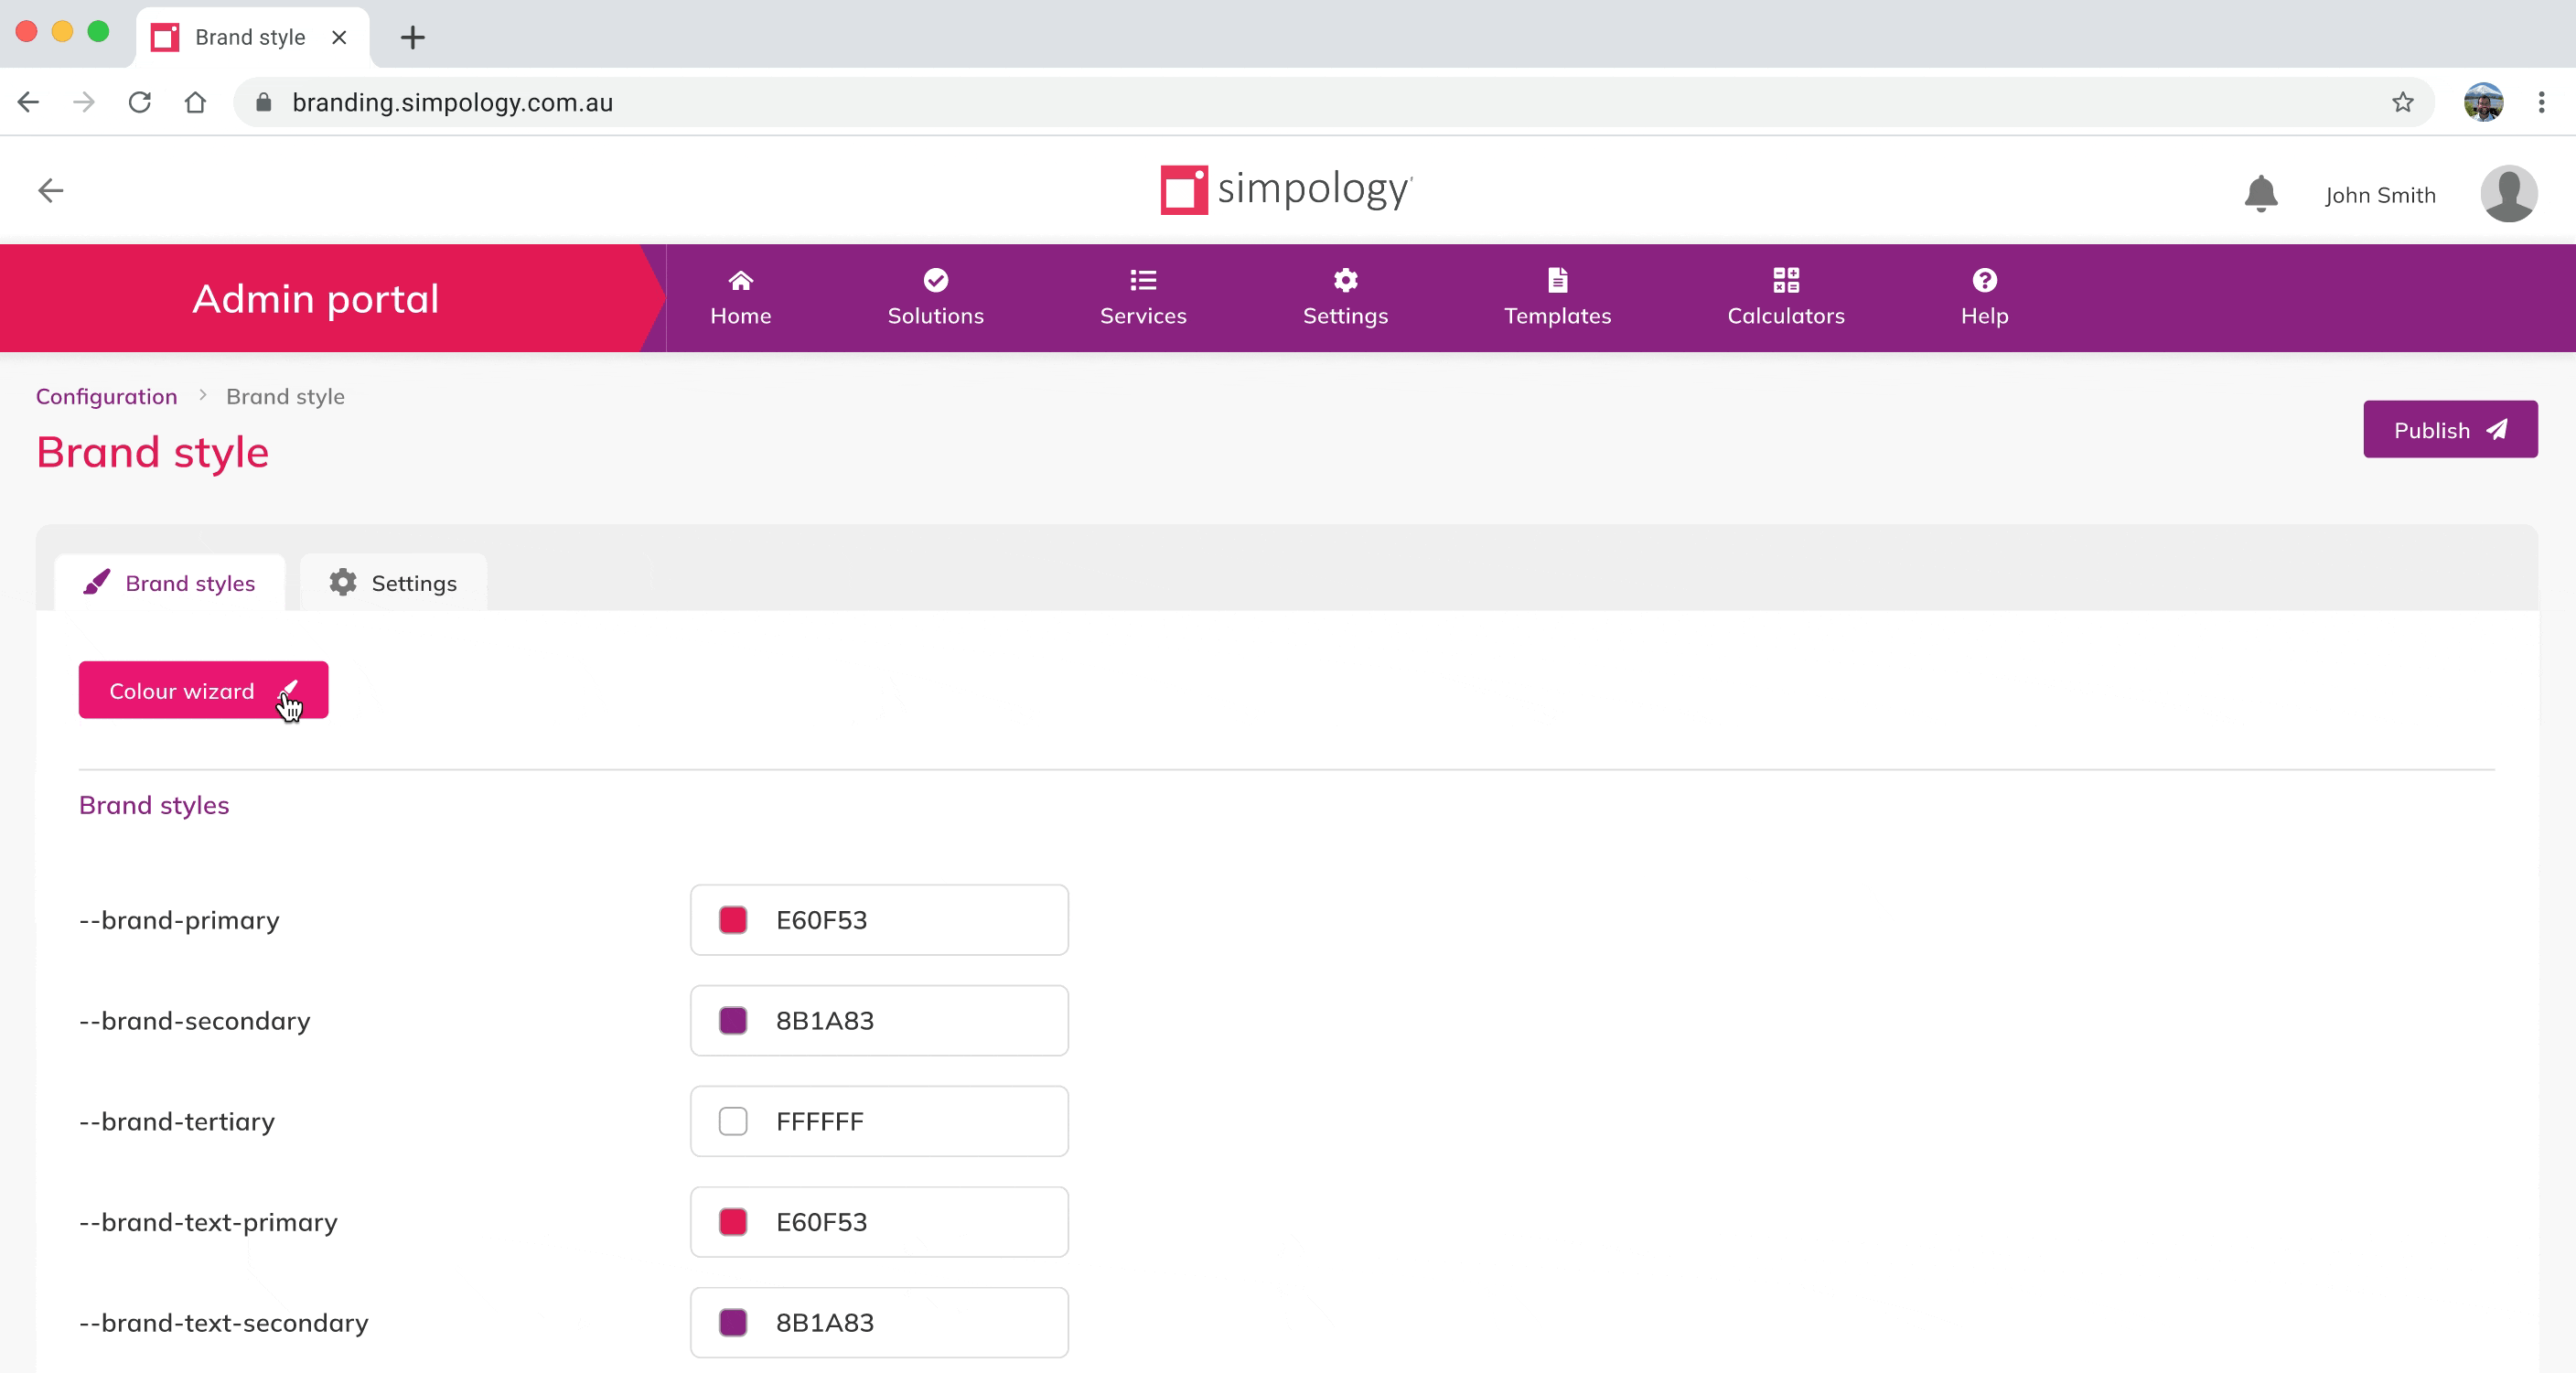 Brand style
branding.simpology.com.au
simpology
John Smith
Admin portal
Home
Solutions
Services
Settings
Templates
Calculators
Help
Configuration > Brand style
Brand style
Publish
Brand styles
Settings
Colour wizard
Brand styles
--brand-primary
E60F53
--brand-secondary
8B1A83
--brand-tertiary
FFFFFF
--brand-text-primary
E60F53
--brand-text-secondary
8B1A83